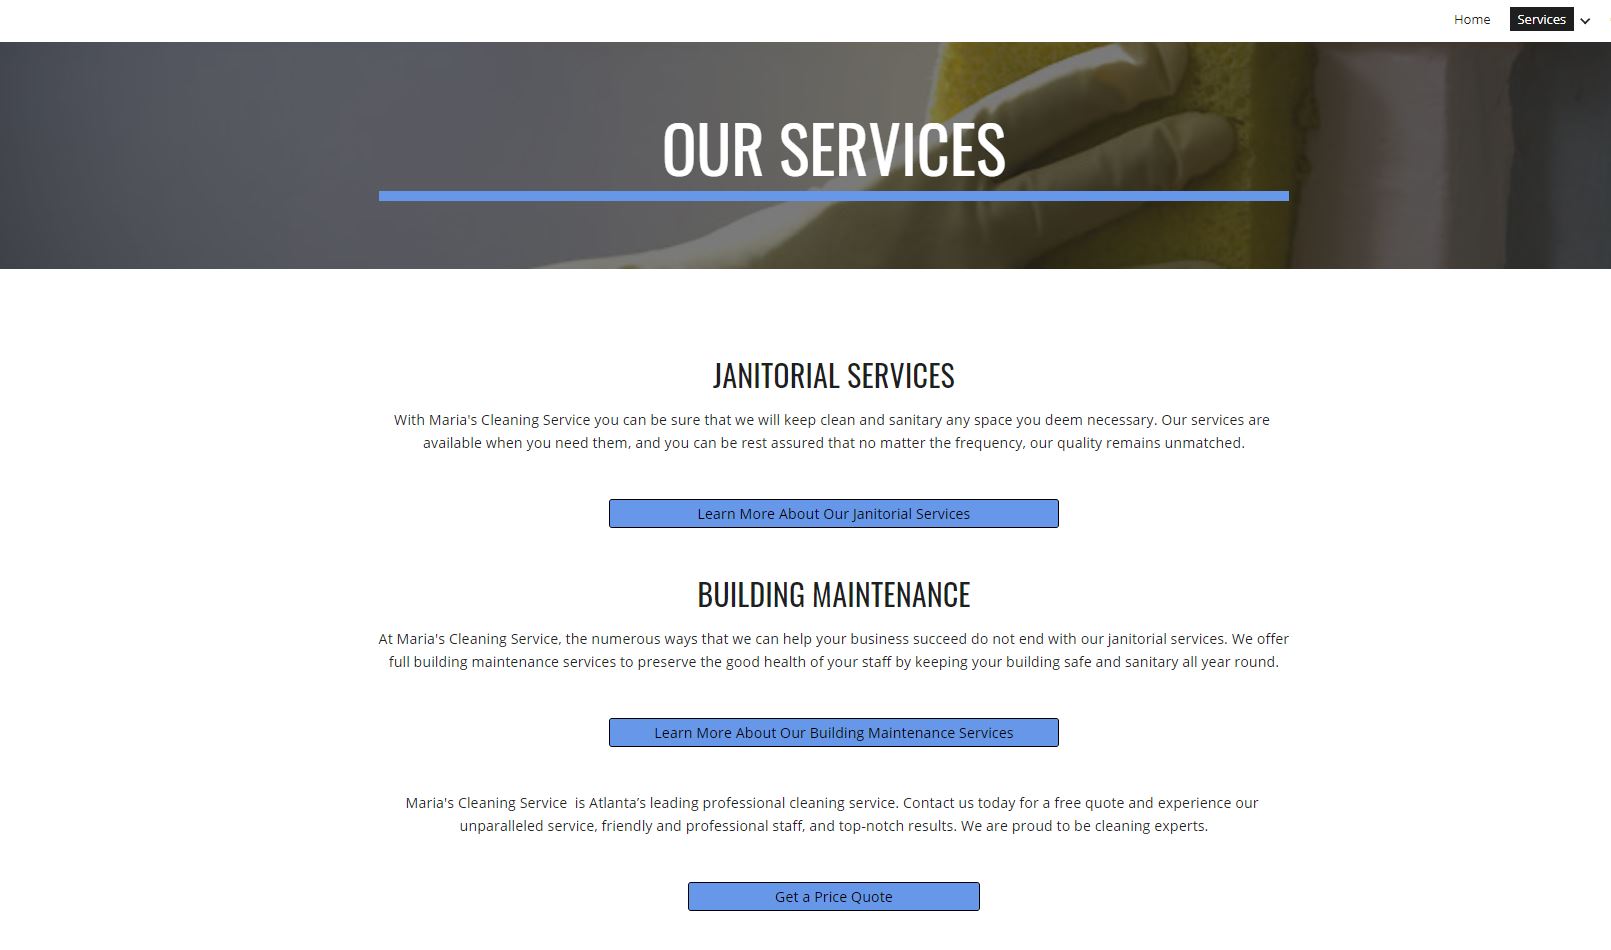 Home
Services
OUR SERVICES
JANITORIAL SERVICES
With Maria's Cleaning Service you can be sure that we will keep clean and sanitary any space you deem necessary. Our services are
available when you need them, and you can be rest assured that no matter the frequency, our quality remains unmatched.
Learn More About Our Janitorial Services
BUILDING MAINTENANCE
At Maria's Cleaning Service, the numerous ways that we can help your business succeed do not end with our janitorial services. We offer
full building maintenance services to preserve the good health of your staff by keeping your building safe and sanitary all year round.
Learn More About Our Building Maintenance Services
Maria's Cleaning Service  is Atlanta’s leading professional cleaning service. Contact us today for a free quote and experience our
unparalleled service, friendly and professional staff, and top-notch results. We are proud to be cleaning experts.
Get a Price Quote